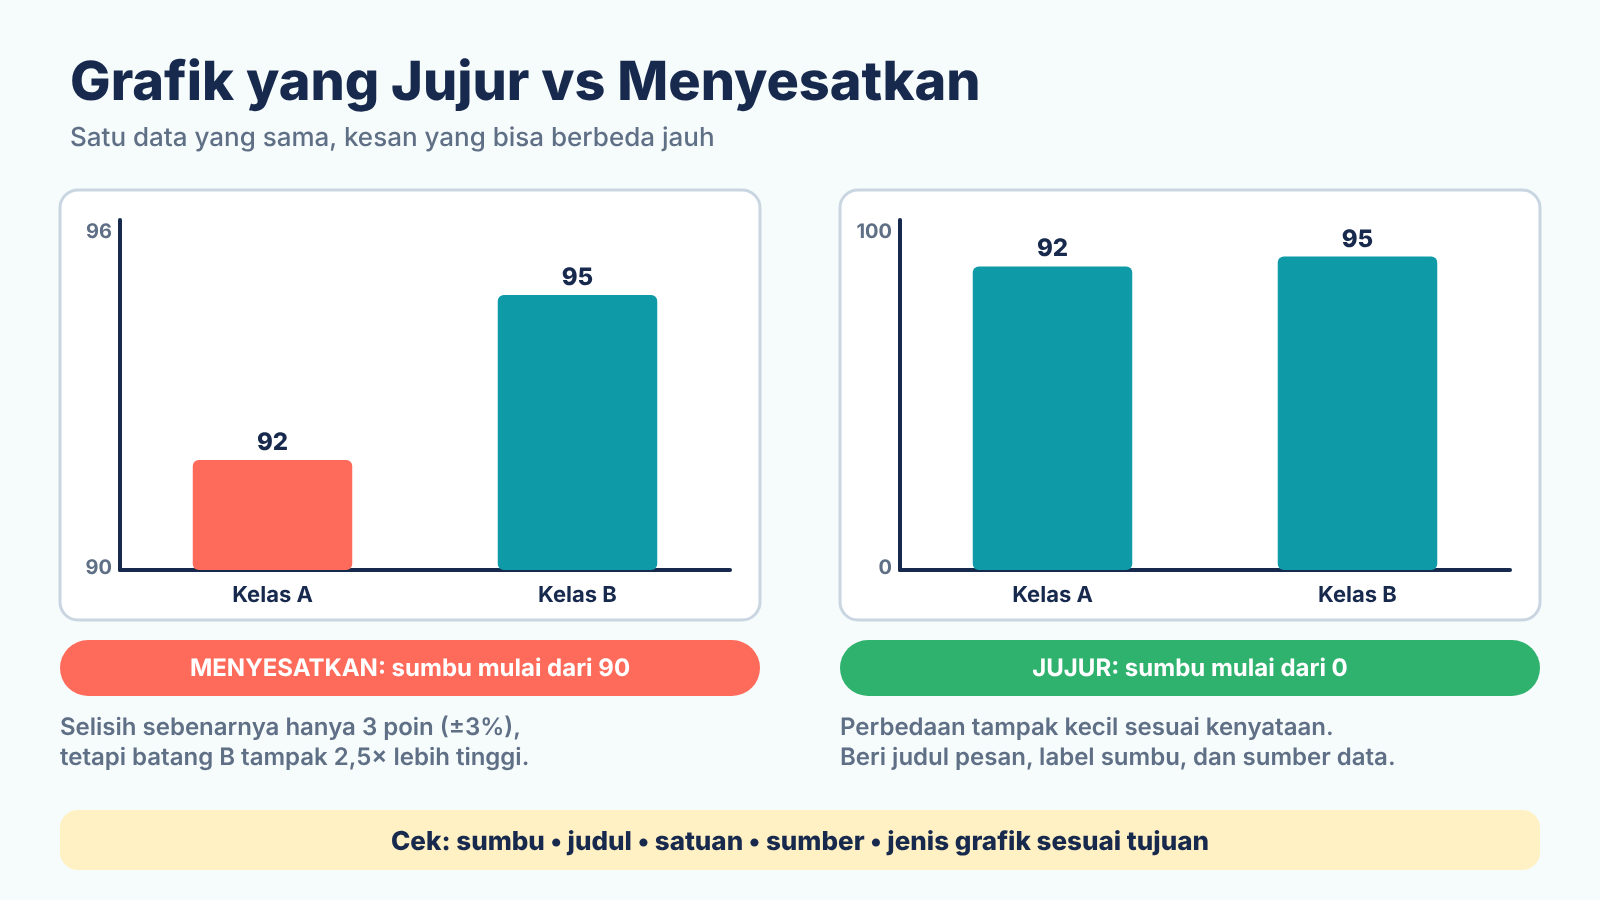 Grafik yang Jujur vs Menyesatkan
Satu data yang sama, kesan yang bisa berbeda jauh
96
95
92
90
Kelas A
Kelas B
100
92
95
0
Kelas A
Kelas B
MENYESATKAN: sumbu mulai dari 90
JUJUR: sumbu mulai dari 0
Selisih sebenarnya hanya 3 poin (±3%),
tetapi batang B tampak 2,5× lebih tinggi.
Perbedaan tampak kecil sesuai kenyataan.
Beri judul pesan, label sumbu, dan sumber data.
Cek: sumbu • judul • satuan • sumber • jenis grafik sesuai tujuan